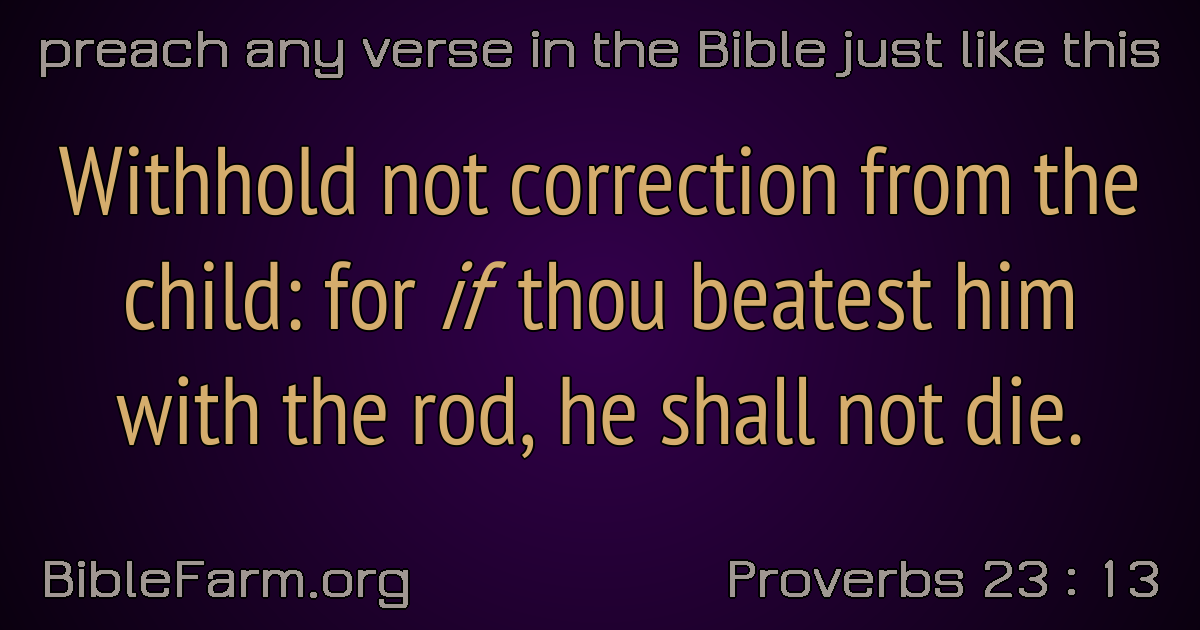 preach any verse in the Bible just like this
Withhold not correction from the
child: for if thou beatest him
with the rod, he shall not die.
BibleFarm.org
Proverbs 23 : 13